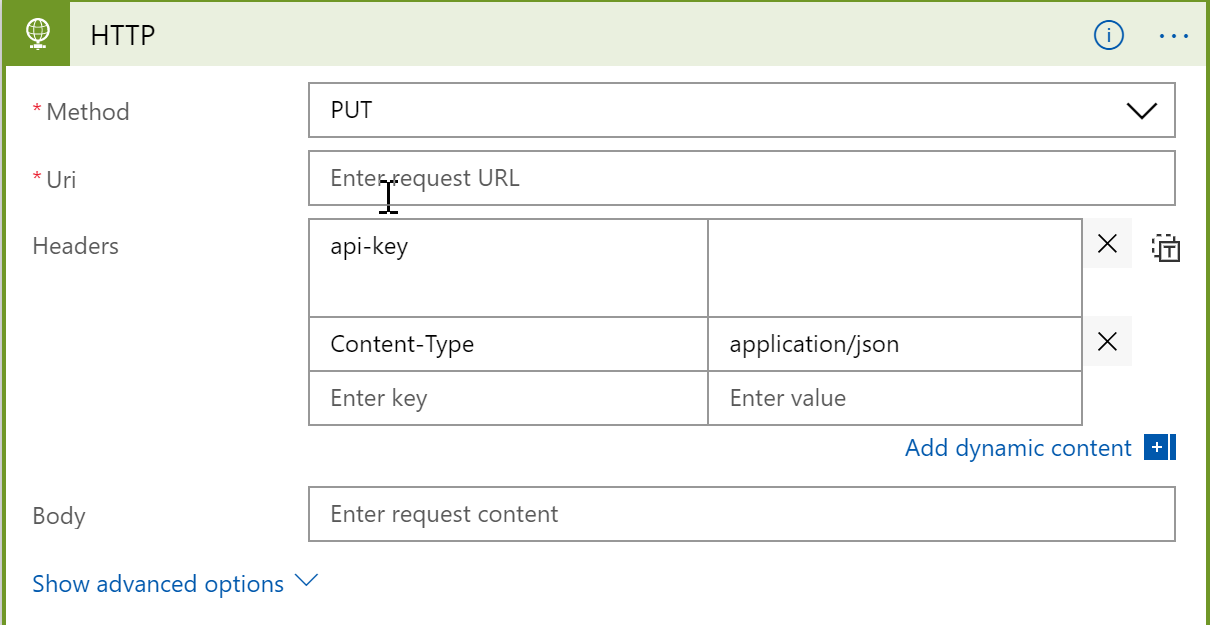 HTTP
* Method
PUT
* Uri
Enter request URL
Headers
api-key
Content-Type
application/json
Enter key
Enter value
Add dynamic content
Body
Enter request content
Show advanced options